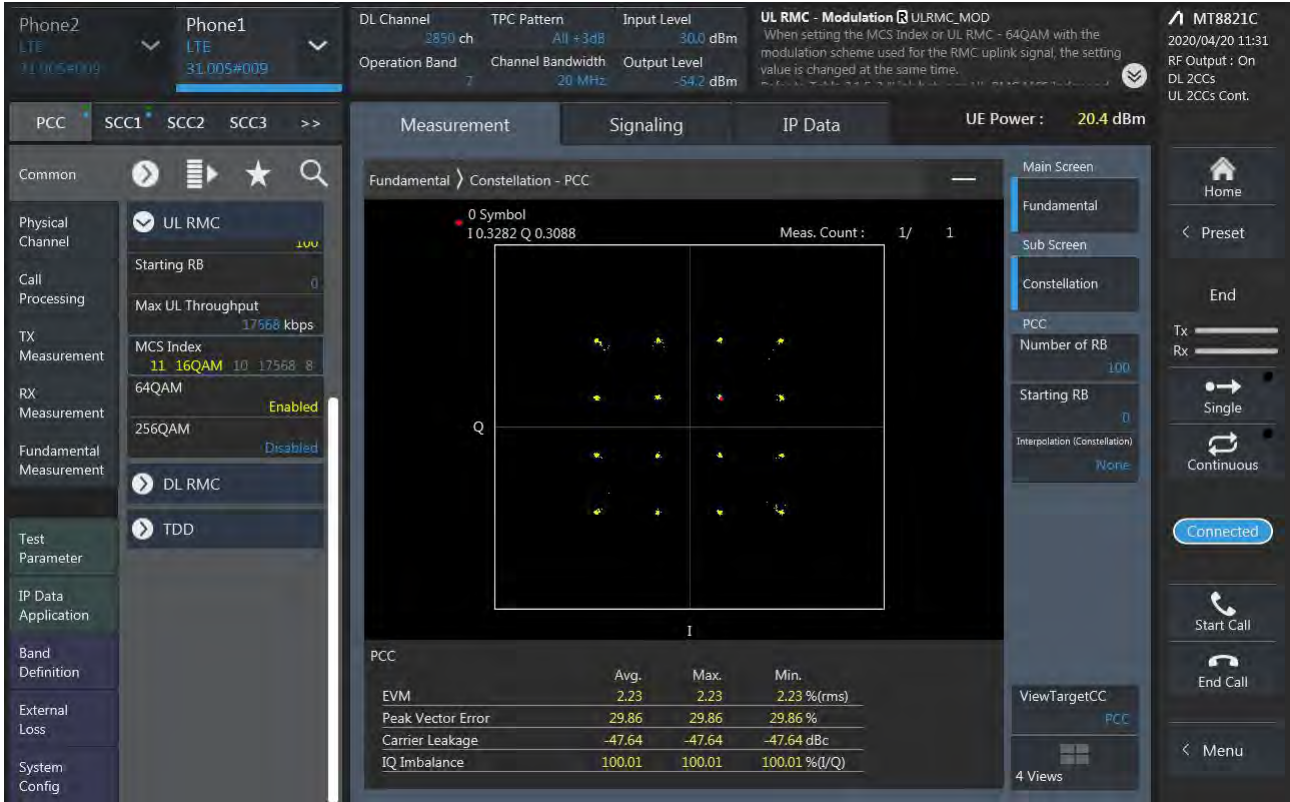 Phone2
LTE
31.005#009
Phone1
LTE
31.005#009
DL Channel
2850 ch
Operation Band
7
TPC Pattern
All +3dB
Channel Bandwidth
20 MHz
Input Level
30.0 dBm
Output Level
-54.2 dBm
UL RMC - Modulation R ULRMC_MOD
When setting the MCS Index or UL RMC - 64QAM with the
modulation scheme used for the RMC uplink signal, the setting
value is changed at the same time.
MT8821C
2020/04/20 11:31
RF Output : On
DL 2CCs
UL 2CCs Cont.
PCC SCC1 SCC2 SCC3 >>
Measurement Signaling IP Data
UE Power : 20.4 dBm
Common
Physical
Channel
Call
Processing
TX
Measurement
RX
Measurement
Fundamental
Measurement
Test
Parameter
IP Data
Application
Band
Definition
External
Loss
System
Config
UL RMC
100
Starting RB
0
Max UL Throughput
17568 kbps
MCS Index
11 16QAM 10 17568 8
64QAM
Enabled
256QAM
Disabled
DL RMC
TDD
Fundamental Constellation - PCC
0 Symbol
I 0.3282 Q 0.3088
Meas. Count : 1/ 1
Q
I
PCC
Avg. Max. Min.
EVM 2.23 2.23 2.23 %(rms)
Peak Vector Error 29.86 29.86 29.86 %
Carrier Leakage -47.64 -47.64 -47.64 dBc
IQ Imbalance 100.01 100.01 100.01 %(I/Q)
Main Screen
Fundamental
Sub Screen
Constellation
PCC
Number of RB
100
Starting RB
0
Interpolation (Constellation)
None
ViewTargetCC
PCC
4 Views
Home
< Preset
End
Tx
Rx
Single
Continuous
Connected
Start Call
End Call
< Menu